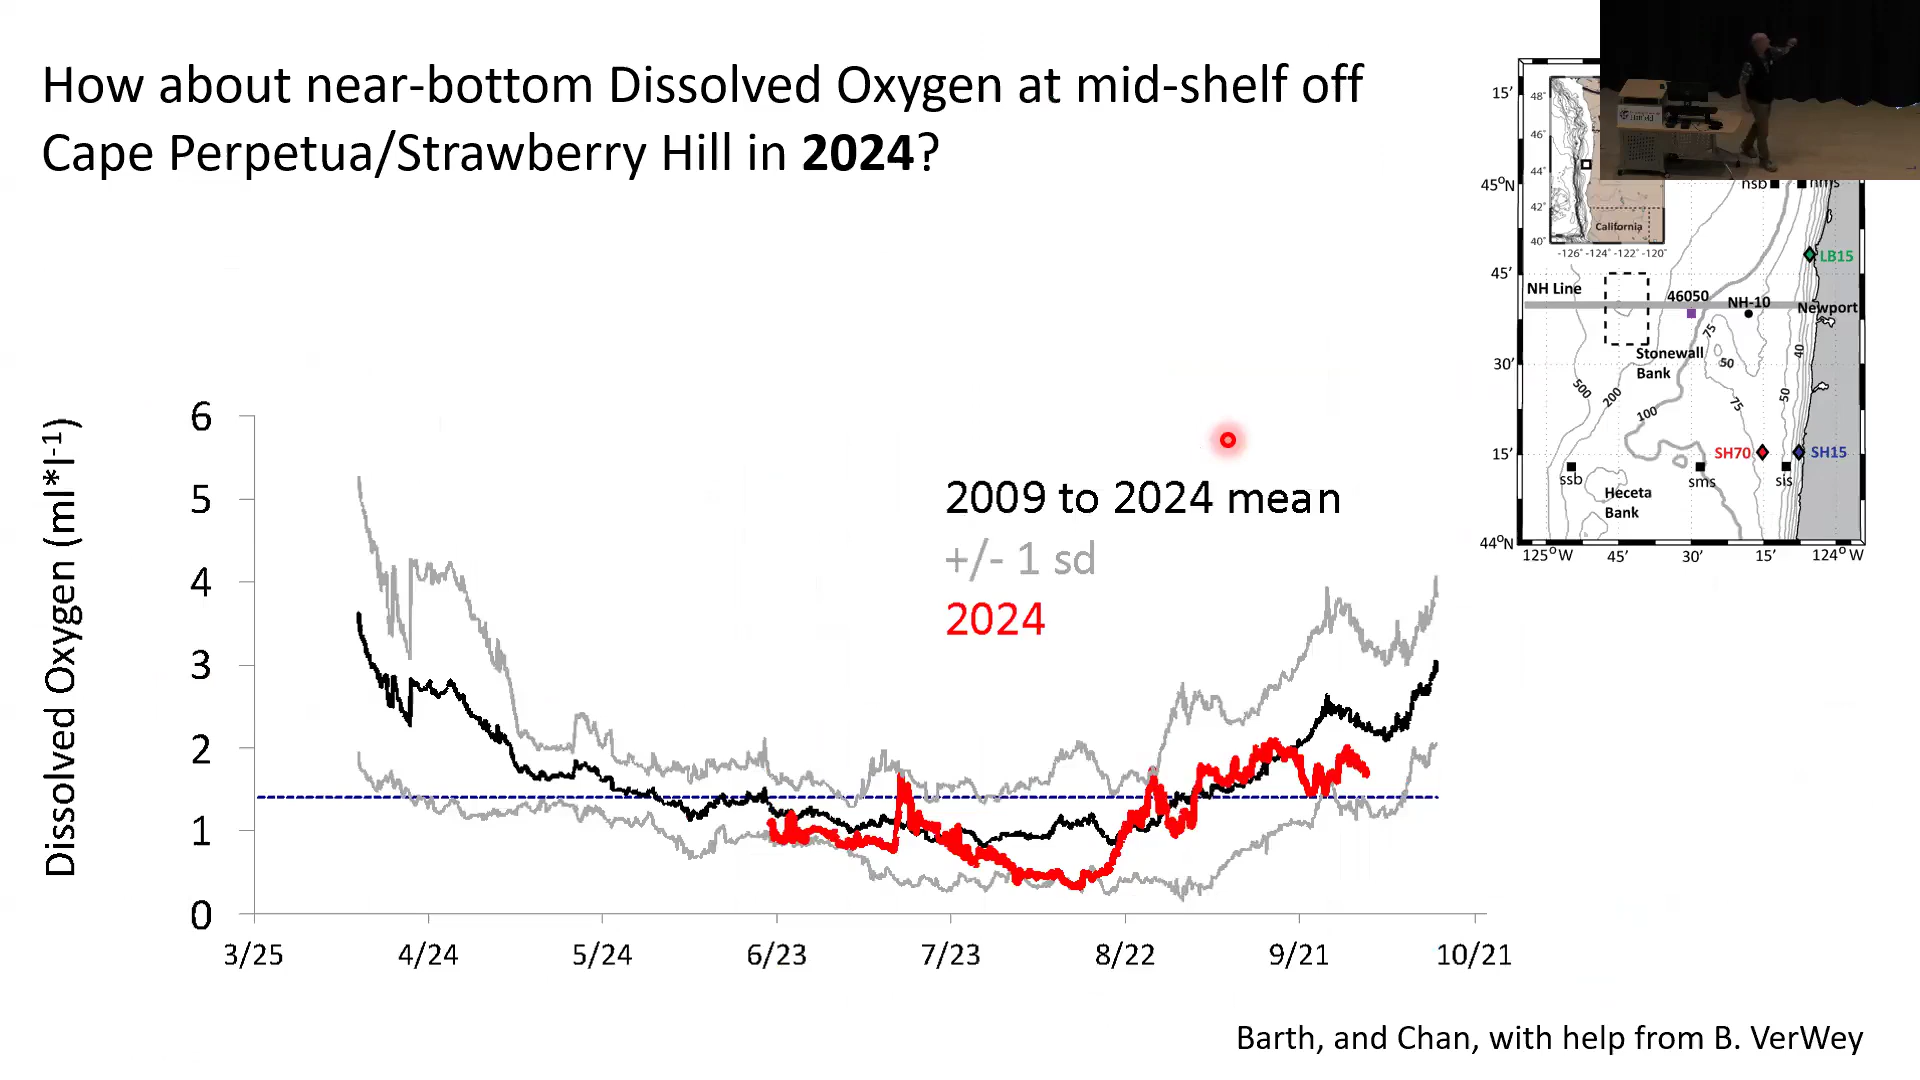 How about near-bottom Dissolved Oxygen at mid-shelf off
Cape Perpetua/Strawberry Hill in 2024?
Dissolved Oxygen (ml*l-1)
6
5
4
3
2
1
0
3/25 4/24 5/24 6/23 7/23 8/22 9/21 10/21
2009 to 2024 mean
+/- 1 sd
2024
48°
46°
44°
42°
40°
California
-126° -124° -122° -120°
15'
45°N
45'
30'
15'
44°N
125°W 45' 30' 15' 124°W
nsb nms
LB15
NH Line
46050
NH-10
Newport
Stonewall
Bank
75
50
40
500
200
100
75
50
SH70
SH15
ssb
sms
sis
Heceta
Bank
Barth, and Chan, with help from B. VerWey